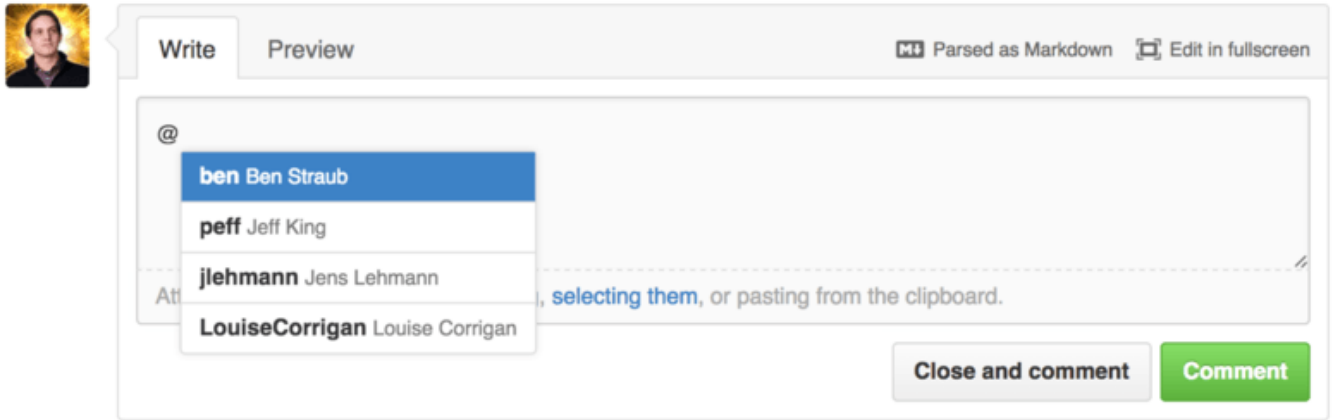 Write Preview Parsed as Markdown Edit in fullscreen
@
ben Ben Straub
peff Jeff King
jlehmann Jens Lehmann
selecting them, or pasting from the clipboard.
LouiseCorrigan Louise Corrigan
Close and comment Comment